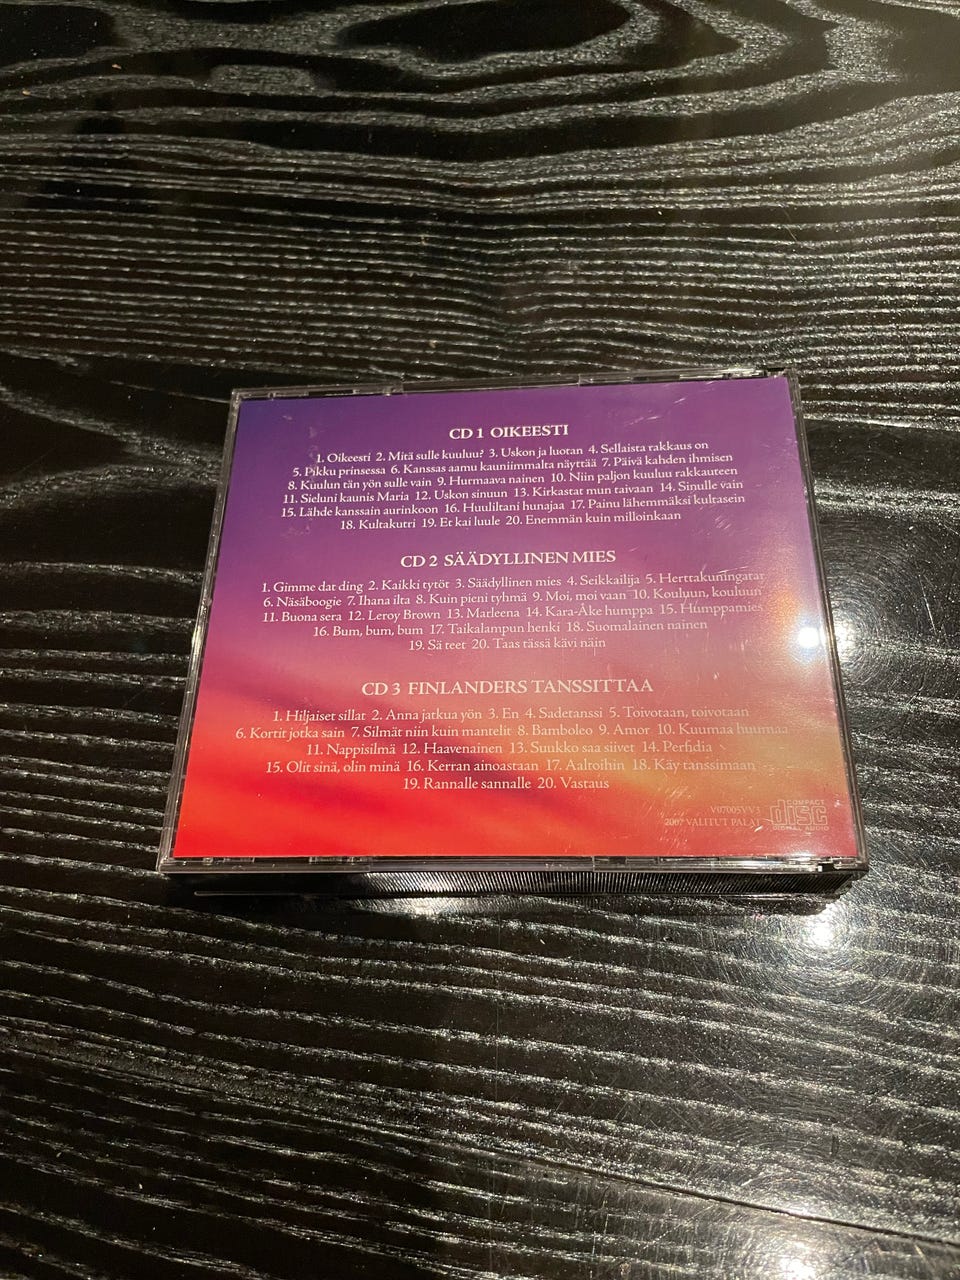 CD 1 OIKEESTI
1. Oikeesti 2. Mitä sulle kuuluu? 3. Uskon ja luotan 4. Sellaista rakkaus on
5. Pikku prinsessa 6. Kanssas aamu kauniimmalta näyttää 7. Päivä kahden ihmisen
8. Kuulun tän yön sulle vain 9. Hurmaava nainen 10. Niin paljon kuuluu rakkauteen
11. Sieluni kaunis Maria 12. Uskon sinuun 13. Kirkastat mun taivaan 14. Sinulle vain
15. Lähde kanssain aurinkoon 16. Huuliltani hunajaa 17. Painu lähemmäksi kultasein
18. Kultakutri 19. Et kai luule 20. Enemmän kuin milloinkaan
CD 2 SÄÄDYLLINEN MIES
1. Gimme dat ding 2. Kaikki tytöt 3. Säädyllinen mies 4. Seikkailija 5. Herttakuningatar
6. Näsäboogie 7. Ihana ilta 8. Kuin pieni tyhmä 9. Moi, moi vaan 10. Kouluun, kouluun
11. Buona sera 12. Leroy Brown 13. Marleena 14. Kara-Åke humppa 15. Humppamies
16. Bum, bum, bum 17. Taikalampun henki 18. Suomalainen nainen
19. Sä teet 20. Taas tässä kävi näin
CD 3 FINLANDERS TANSSITTAA
1. Hiljaiset sillat 2. Anna jatkua yön 3. En 4. Sadetanssi 5. Toivotaan, toivotaan
6. Kortit jotka sain 7. Silmät niin kuin mantelit 8. Bamboleo 9. Amor 10. Kuumaa huumaa
11. Nappisilmä 12. Haavenainen 13. Suukko saa siivet 14. Perfidia
15. Olit sinä, olin minä 16. Kerran ainoastaan 17. Aaltoihin 18. Käy tanssimaan
19. Rannalle sannalle 20. Vastaus
V07005VV3
2007 VALITUT PALAT
COMPACT
disc
DIGITAL AUDIO